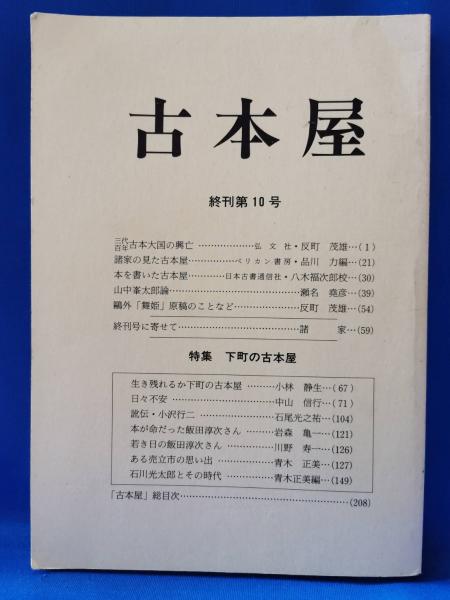 古本屋
終刊第10号
三代百年古本大国の興亡………………弘文社・反町茂雄…(1)
諸家の見た古本屋……………ペリカン書房・品川力編…(21)
本を書いた古本屋………日本古書通信社・八木福次郎校…(30)
山中峯太郎論……………………………瀬名堯彦…(39)
鷗外「舞姫」原稿のことなど………………反町茂雄…(54)
終刊号に寄せて……………………………諸家…(59)
特集 下町の古本屋
生き残れるか下町の古本屋………小林静生…(67)
日々不安……………………中山信行…(71)
訛伝・小沢行二………………石尾光之祐…(104)
本が命だった飯田淳次さん………岩森亀一…(121)
若き日の飯田淳次さん……………川野寿一…(126)
ある売立市の思い出………………青木正美…(127)
石川光太郎とその時代……………青木正美編…(149)
「古本屋」総目次…………………………………………(208)